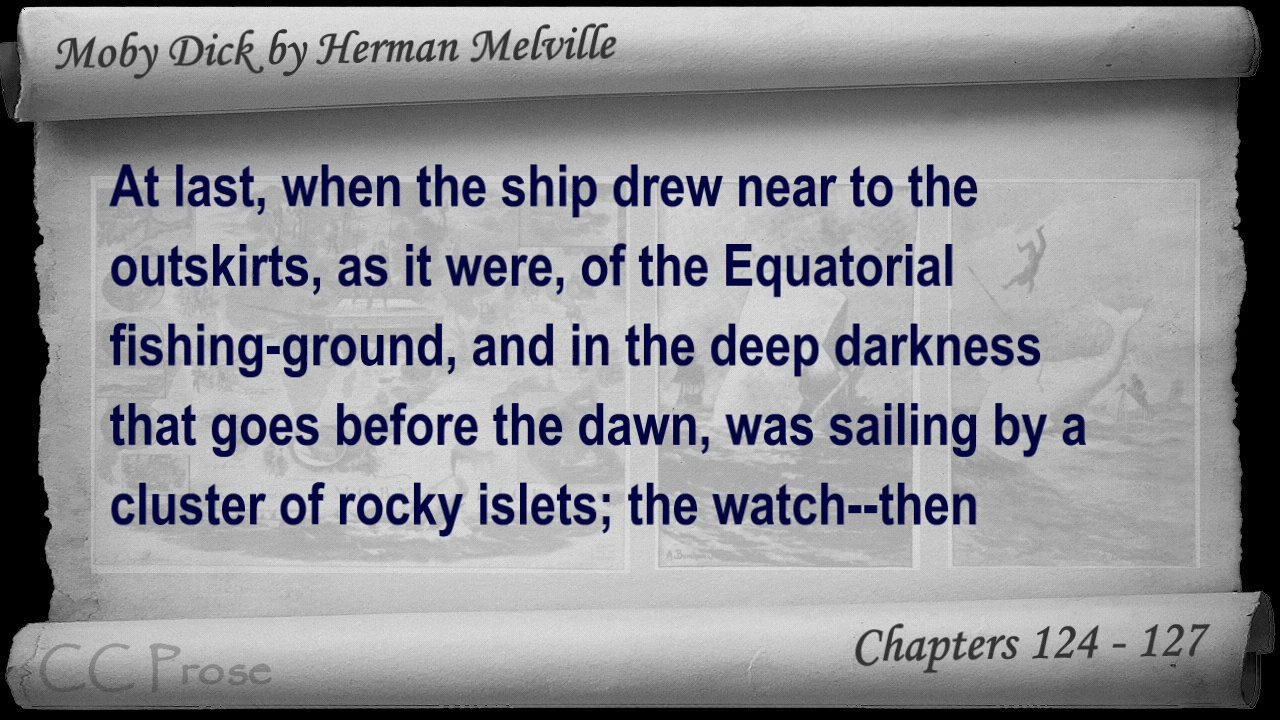 Moby Dick by Herman Melville
At last, when the ship drew near to the
outskirts, as it were, of the Equatorial
fishing-ground, and in the deep darkness
that goes before the dawn, was sailing by a
cluster of rocky islets; the watch--then
Chapters 124 - 127
CC Prose